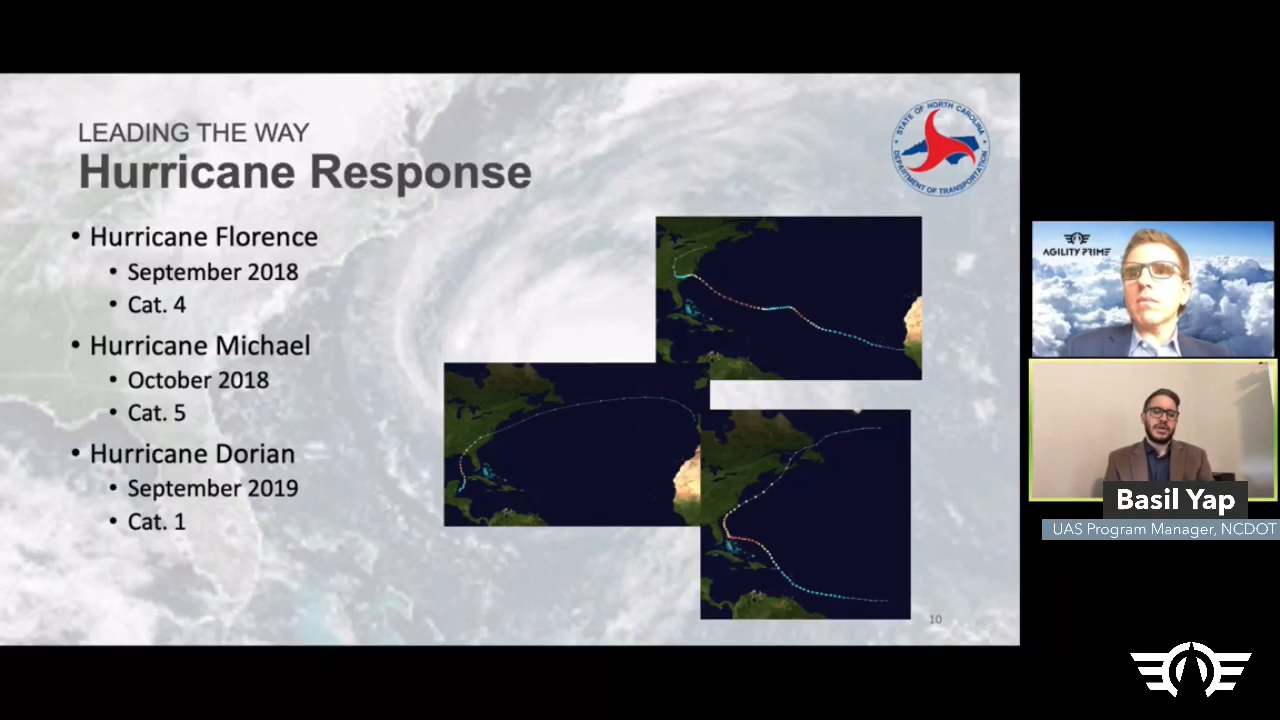 LEADING THE WAY
Hurricane Response
STATE OF NORTH CAROLINA
DEPARTMENT OF TRANSPORTATION
• Hurricane Florence
• September 2018
• Cat. 4
• Hurricane Michael
• October 2018
• Cat. 5
• Hurricane Dorian
• September 2019
• Cat. 1
10
AGILITY PRIME
Basil Yap
UAS Program Manager, NCDOT